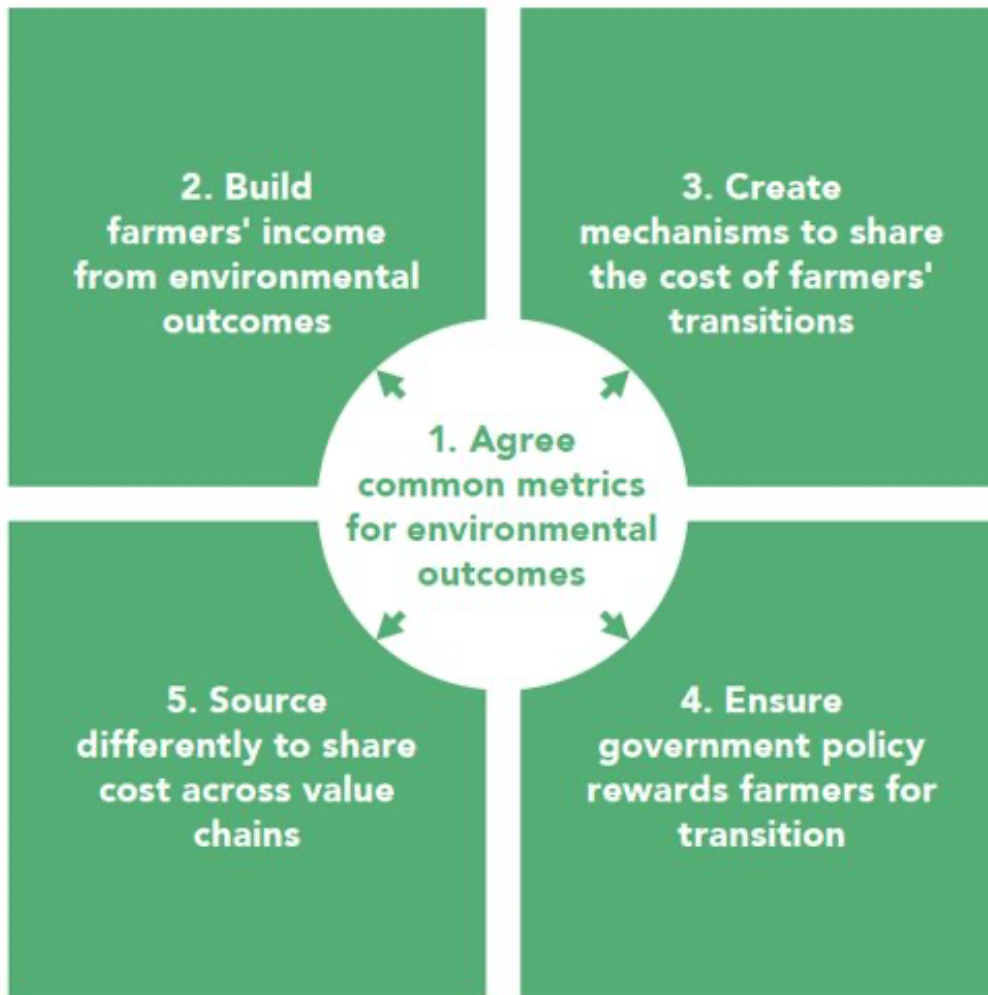 2. Build
farmers' income
from environmental
outcomes
3. Create
mechanisms to share
the cost of farmers'
transitions
1. Agree
common metrics
for environmental
outcomes
5. Source
differently to share
cost across value
chains
4. Ensure
government policy
rewards farmers for
transition